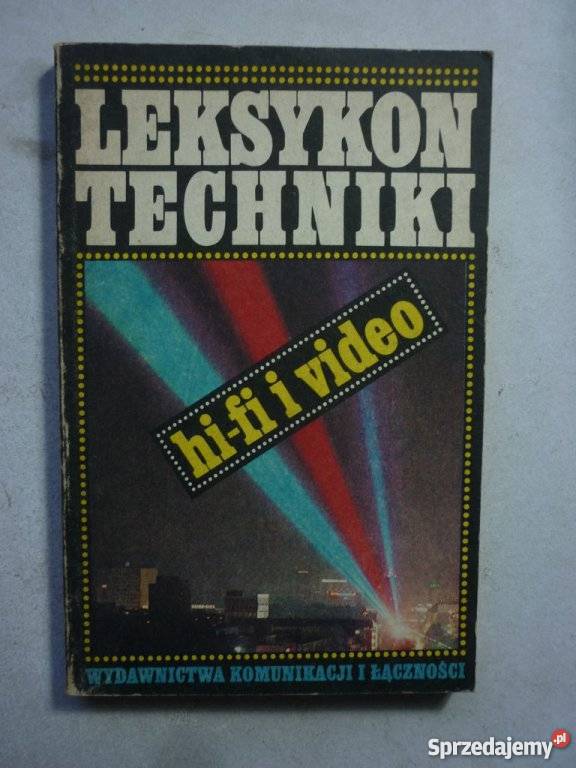 LEKSYKON
TECHNIKI
hi-fi i video
WYDAWNICTWA KOMUNIKACJI I ŁĄCZNOŚCI
Sprzedajemy.pl